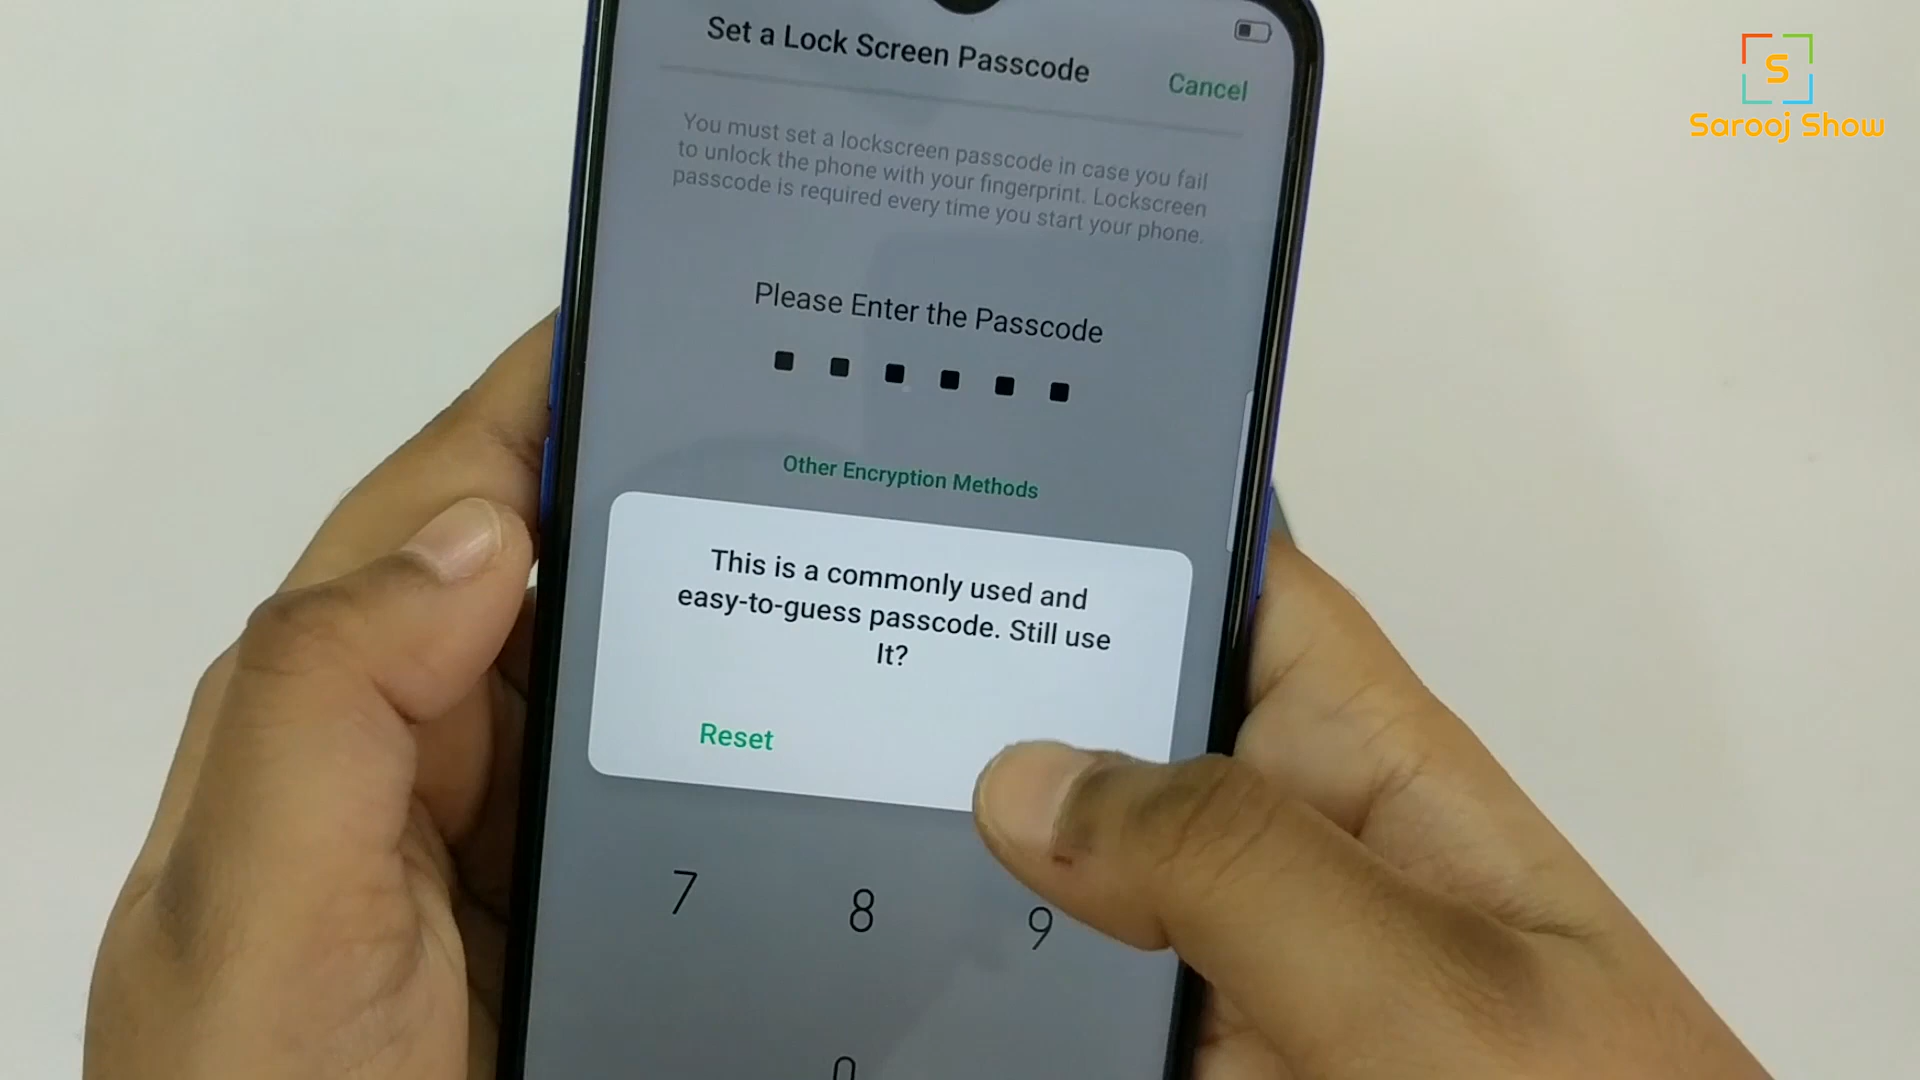 Set a Lock Screen Passcode
Cancel
You must set a lockscreen passcode in case you fail
to unlock the phone with your fingerprint. Lockscreen
passcode is required every time you start your phone.
Please Enter the Passcode
Other Encryption Methods
This is a commonly used and
easy-to-guess passcode. Still use
It?
Reset
7 8 9
0
S
Sarooj Show